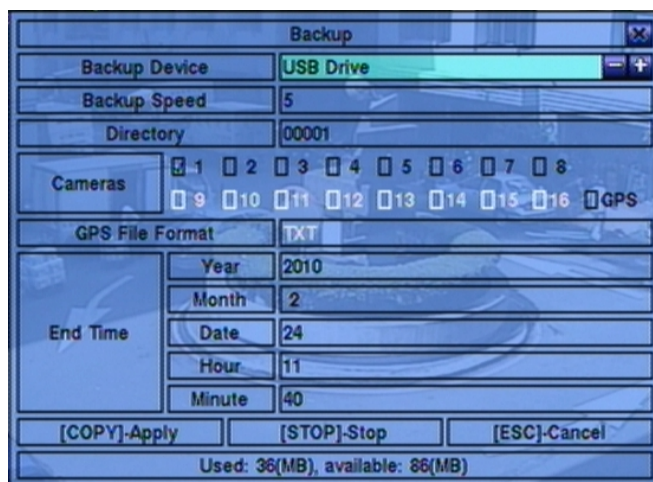 Backup
Backup Device USB Drive
Backup Speed 5
Directory 00001
Cameras
1 2 3 4 5 6 7 8
9 10 11 12 13 14 15 16 GPS
GPS File Format TXT
End Time
Year 2010
Month 2
Date 24
Hour 11
Minute 40
[COPY]-Apply [STOP]-Stop [ESC]-Cancel
Used: 36(MB), available: 86(MB)